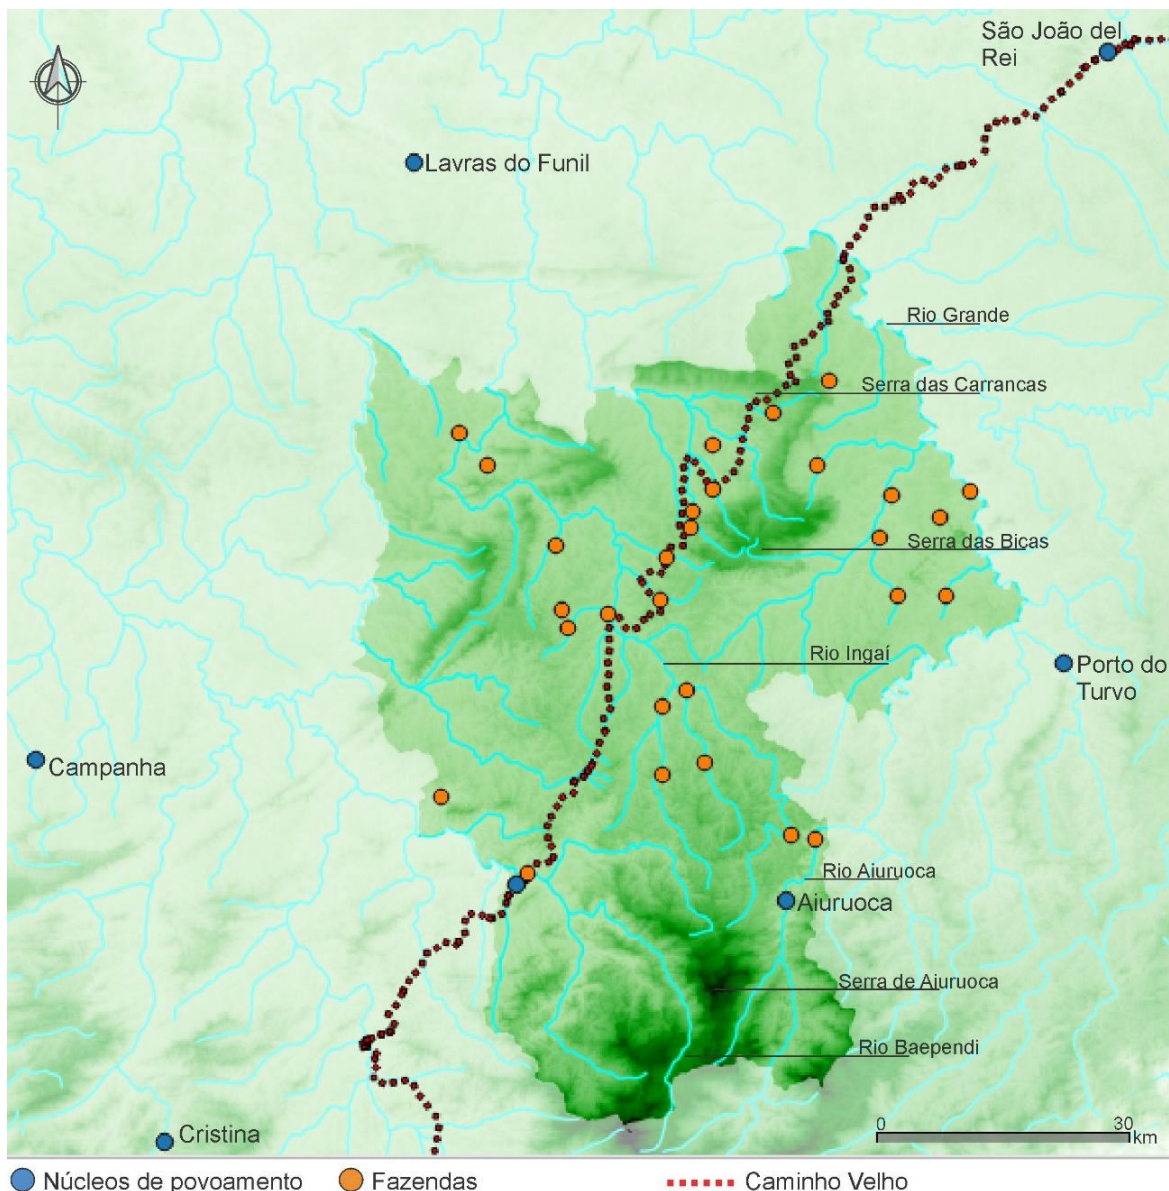 São João del
Rei
Lavras do Funil
Rio Grande
Serra das Carrancas
Serra das Bicas
Rio Ingaí
Porto do
Turvo
Campanha
Rio Aiuruoca
Aiuruoca
Serra de Aiuruoca
Rio Baependi
Cristina
0 30
km
Núcleos de povoamento Fazendas Caminho Velho